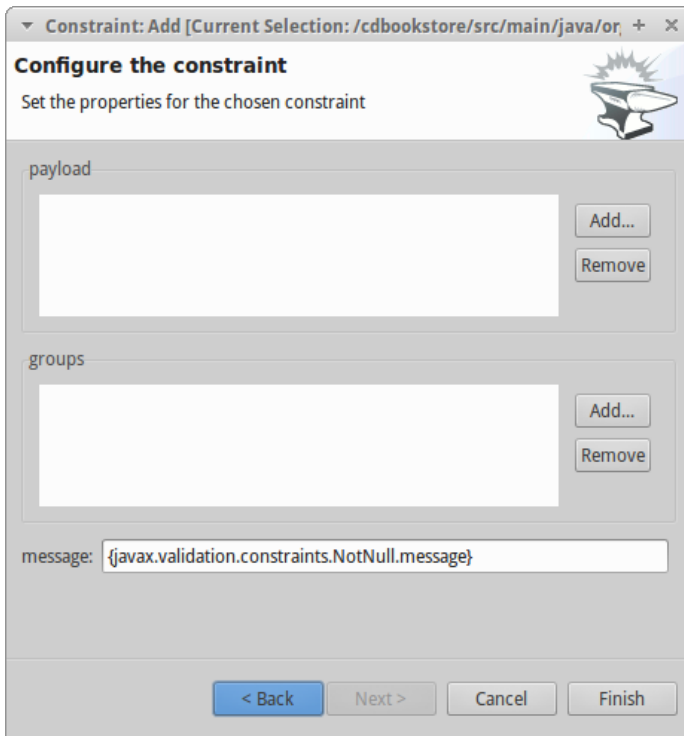 Constraint: Add [Current Selection: /cdbookstore/src/main/java/or
Configure the constraint
Set the properties for the chosen constraint
payload
Add...
Remove
groups
Add...
Remove
message: {javax.validation.constraints.NotNull.message}
< Back Next > Cancel Finish